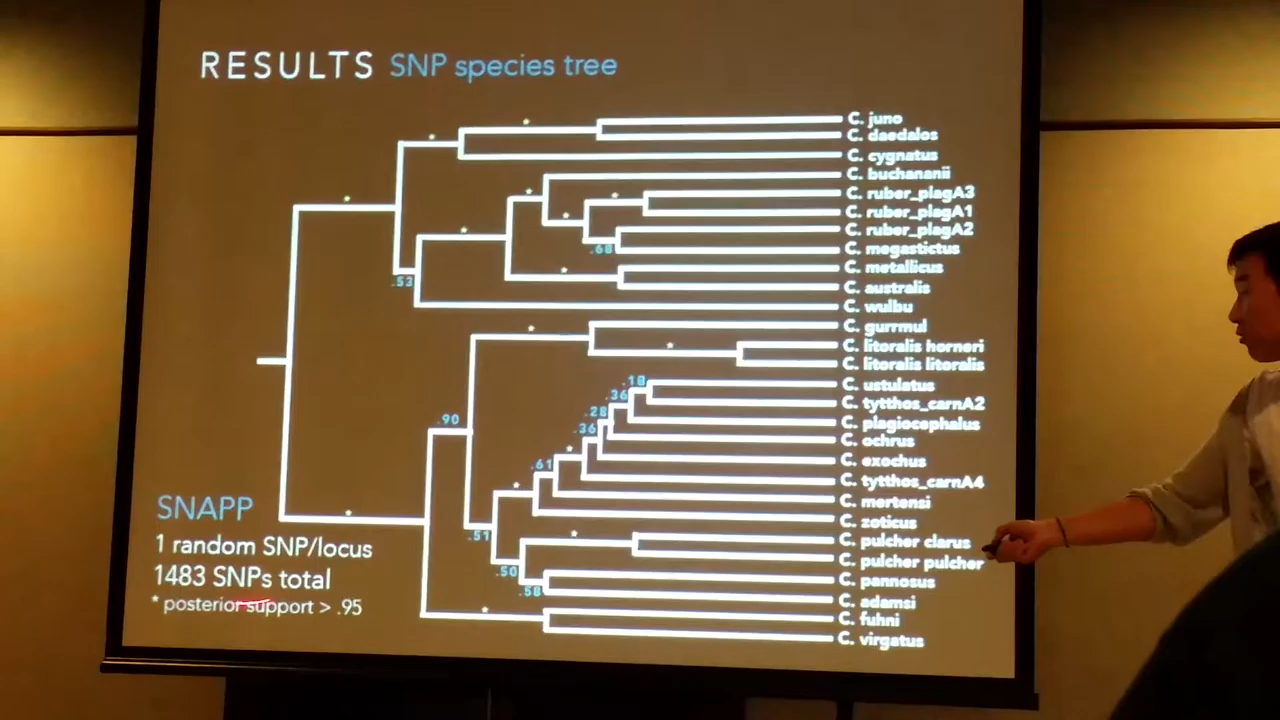 RESULTS SNP species tree
C. juno
C. daedalos
C. cygnatus
C. buchananii
C. ruber_plagA3
C. ruber_plagA1
C. ruber_plagA2
.68
C. megastictus
C. metallicus
.53
C. australis
C. wulbu
C. gurrmul
C. litoralis horneri
C. litoralis litoralis
.18
C. ustulatus
.36
C. tytthos_carnA2
.28
.90
C. plagiocephalus
.36
C. ochrus
.61
C. exochus
C. tytthos_carnA4
C. mertensi
SNAPP
C. zoticus
.51
C. pulcher clarus
1 random SNP/locus
C. pulcher pulcher
.50
1483 SNPs total
C. pannosus
.58
* posterior support > .95
C. adamsi
C. fuhni
C. virgatus